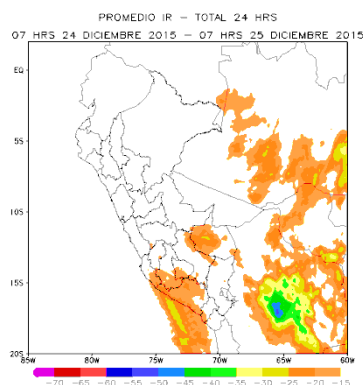 PROMEDIO IR – TOTAL 24 HRS
07 HRS 24 DICIEMBRE 2015 – 07 HRS 25 DICIEMBRE 2015
EQ
5S
10S
15S
20S
85W 80W 75W 70W 65W 60W
−70 −65 −60 −55 −50 −45 −40 −35 −30 −25 −20 −15